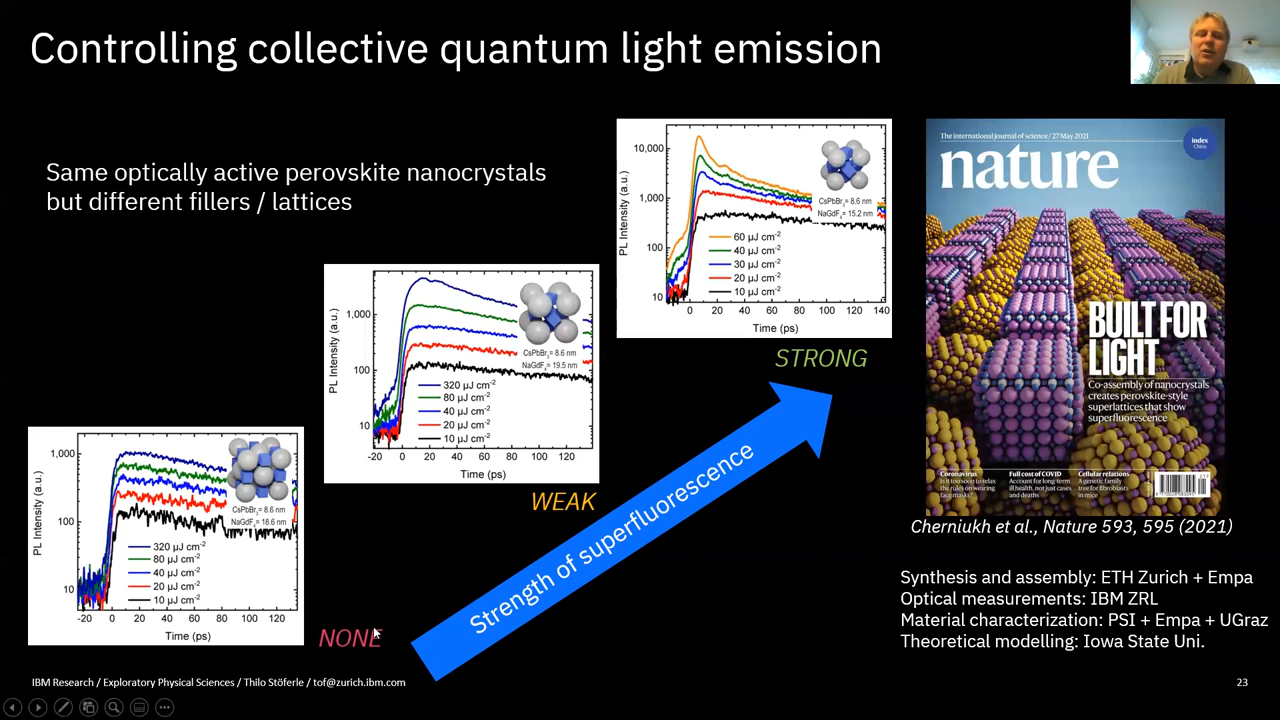 Controlling collective quantum light emission
Same optically active perovskite nanocrystals
but different fillers / lattices
PL Intensity (a.u.)
1,000
100
10
-20 0 20 40 60 80 100 120
Time (ps)
320 µJ cm-2
80 µJ cm-2
40 µJ cm-2
20 µJ cm-2
10 µJ cm-2
CsPbBr3= 8.6 nm
NaGdF4= 18.6 nm
NONE
PL Intensity (a.u.)
1,000
100
10
-20 0 20 40 60 80 100 120
Time (ps)
320 µJ cm-2
80 µJ cm-2
40 µJ cm-2
20 µJ cm-2
10 µJ cm-2
CsPbBr3= 8.6 nm
NaGdF4= 19.5 nm
WEAK
PL Intensity (a.u.)
10,000
1,000
100
10
0 20 40 60 80 100 120 140
Time (ps)
60 µJ cm-2
40 µJ cm-2
30 µJ cm-2
20 µJ cm-2
10 µJ cm-2
CsPbBr3= 8.6 nm
NaGdF4= 15.2 nm
STRONG
Strength of superfluorescence
The international journal of science / 27 May 2021
nature
index
China
BUILT FOR
LIGHT
Co-assembly of nanocrystals
creates perovskite-style
superlattices that show
superfluorescence
Coronavirus
Is it too soon to relax
the rules on wearing
face masks?
Full cost of COVID
Account for long-term
ill health, not just cases
and deaths
Cellular relations
A genetic family
tree for fibroblasts
in mice
Cherniukh et al., Nature 593, 595 (2021)
Synthesis and assembly: ETH Zurich + Empa
Optical measurements: IBM ZRL
Material characterization: PSI + Empa + UGraz
Theoretical modelling: Iowa State Uni.
IBM Research / Exploratory Physical Sciences / Thilo Stöferle / tof@zurich.ibm.com
23